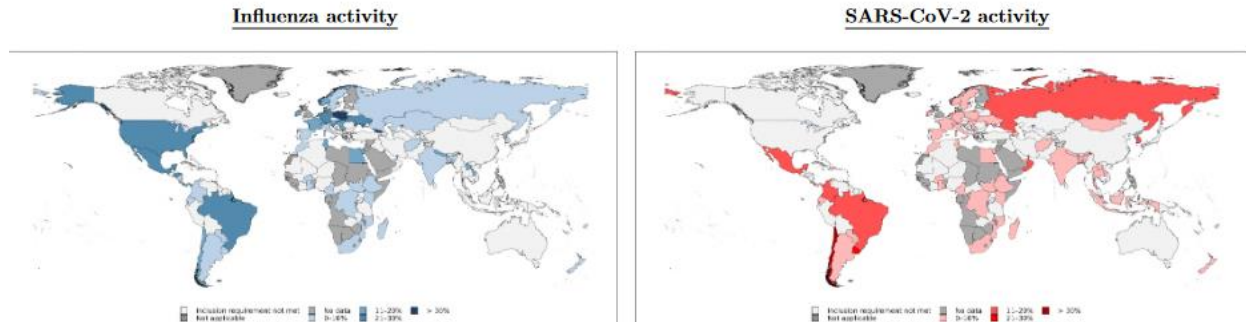 Influenza activity
SARS-CoV-2 activity
Inclusion requirement not met
Not applicable
No data
0-10%
11-20%
21-30%
> 30%
Inclusion requirement not met
Not applicable
No data
0-10%
11-20%
21-30%
> 30%